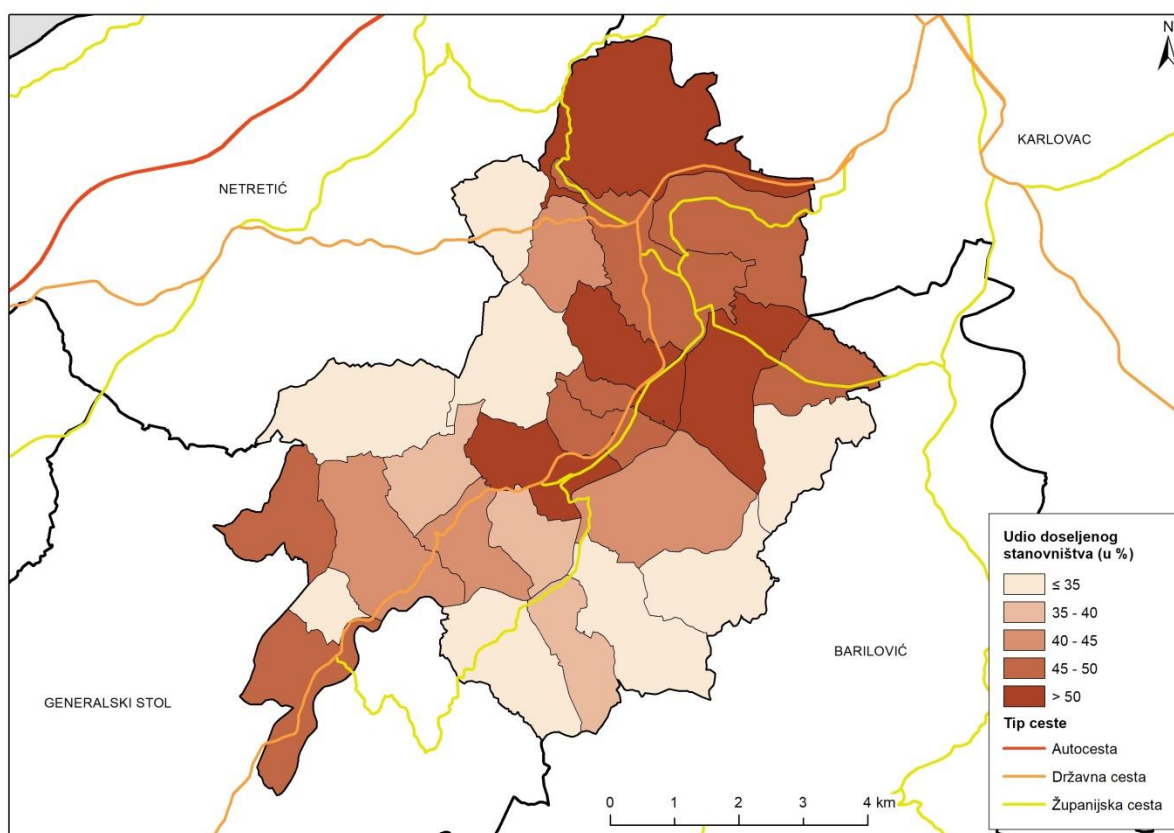 N
KARLOVAC
NETRETIĆ
BARILOVIĆ
GENERALSKI STOL
Udio doseljenog
stanovništva (u %)
≤ 35
35 - 40
40 - 45
45 - 50
> 50
Tip ceste
Autocesta
Državna cesta
Županijska cesta
0 1 2 3 4 km